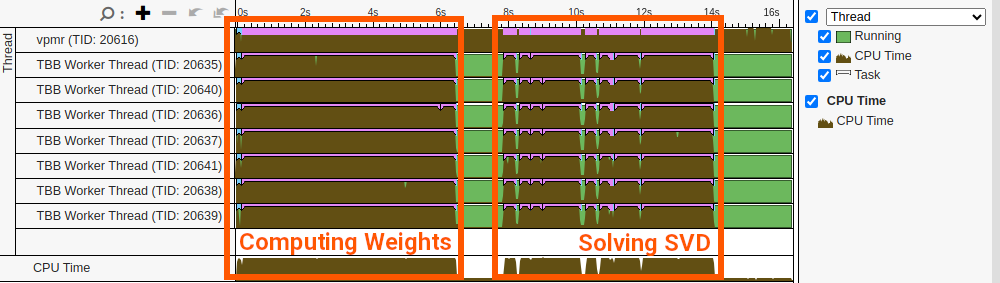 0s 2s 4s 6s 8s 10s 12s 14s 16s
Thread
vpmr (TID: 20616)
TBB Worker Thread (TID: 20635)
TBB Worker Thread (TID: 20640)
TBB Worker Thread (TID: 20636)
TBB Worker Thread (TID: 20637)
TBB Worker Thread (TID: 20641)
TBB Worker Thread (TID: 20638)
TBB Worker Thread (TID: 20639)
Computing Weights
Solving SVD
CPU Time
Thread
Running
CPU Time
Task
CPU Time
CPU Time